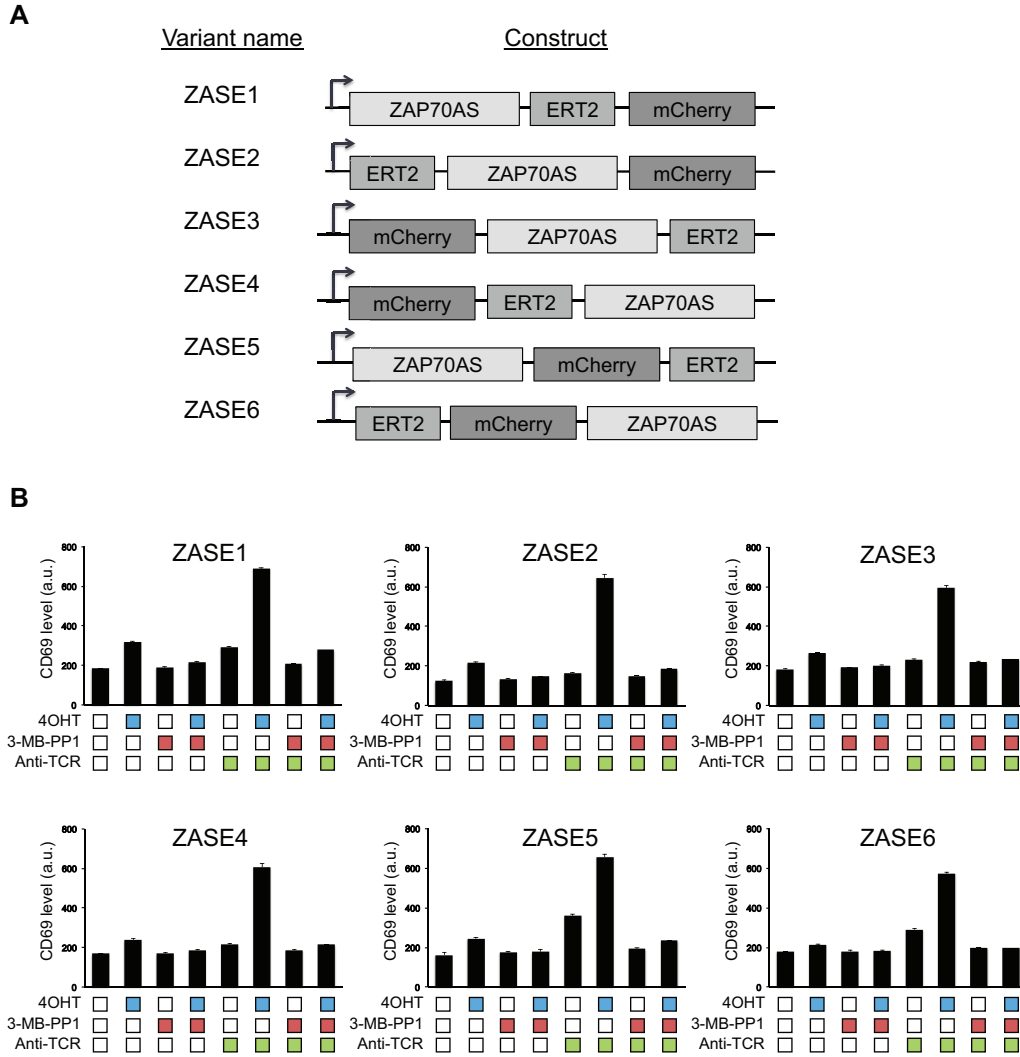 A
Variant name Construct
ZASE1 ZAP70AS ERT2 mCherry
ZASE2 ERT2 ZAP70AS mCherry
ZASE3 mCherry ZAP70AS ERT2
ZASE4 mCherry ERT2 ZAP70AS
ZASE5 ZAP70AS mCherry ERT2
ZASE6 ERT2 mCherry ZAP70AS
B
ZASE1
CD69 level (a.u.)
800
600
400
200
0
4OHT
3-MB-PP1
Anti-TCR
ZASE2
CD69 level (a.u.)
800
600
400
200
0
4OHT
3-MB-PP1
Anti-TCR
ZASE3
CD69 level (a.u.)
800
600
400
200
0
4OHT
3-MB-PP1
Anti-TCR
ZASE4
CD69 level (a.u.)
800
600
400
200
0
4OHT
3-MB-PP1
Anti-TCR
ZASE5
CD69 level (a.u.)
800
600
400
200
0
4OHT
3-MB-PP1
Anti-TCR
ZASE6
CD69 level (a.u.)
800
600
400
200
0
4OHT
3-MB-PP1
Anti-TCR